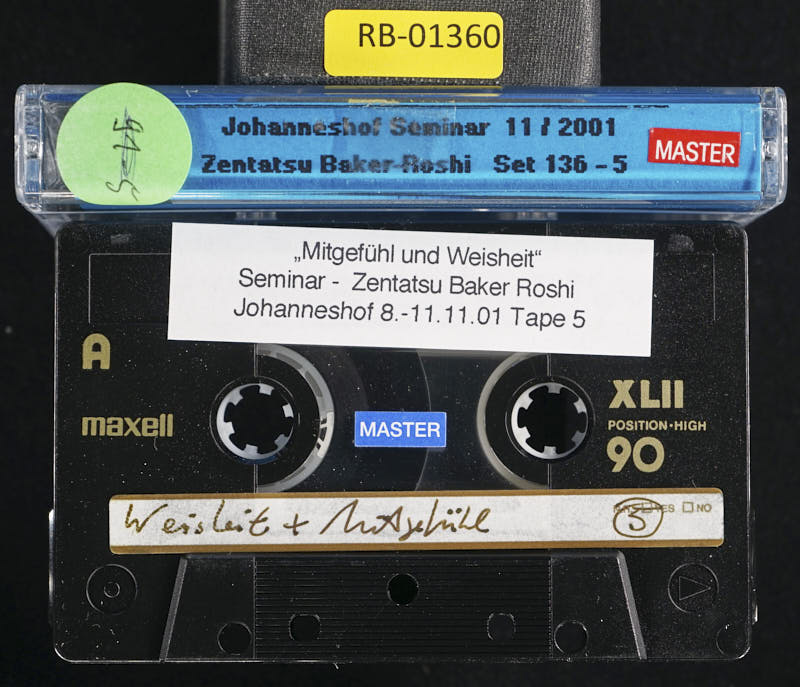 RB-01360
Johanneshof Seminar 11 / 2001
Zentatsu Baker-Roshi Set 136 - 5
MASTER
„Mitgefühl und Weisheit“
Seminar - Zentatsu Baker Roshi
Johanneshof 8.-11.11.01 Tape 5
A
maxell
MASTER
XLII
POSITION·HIGH
90
Weisheit + Mitgefühl
5
YES NO